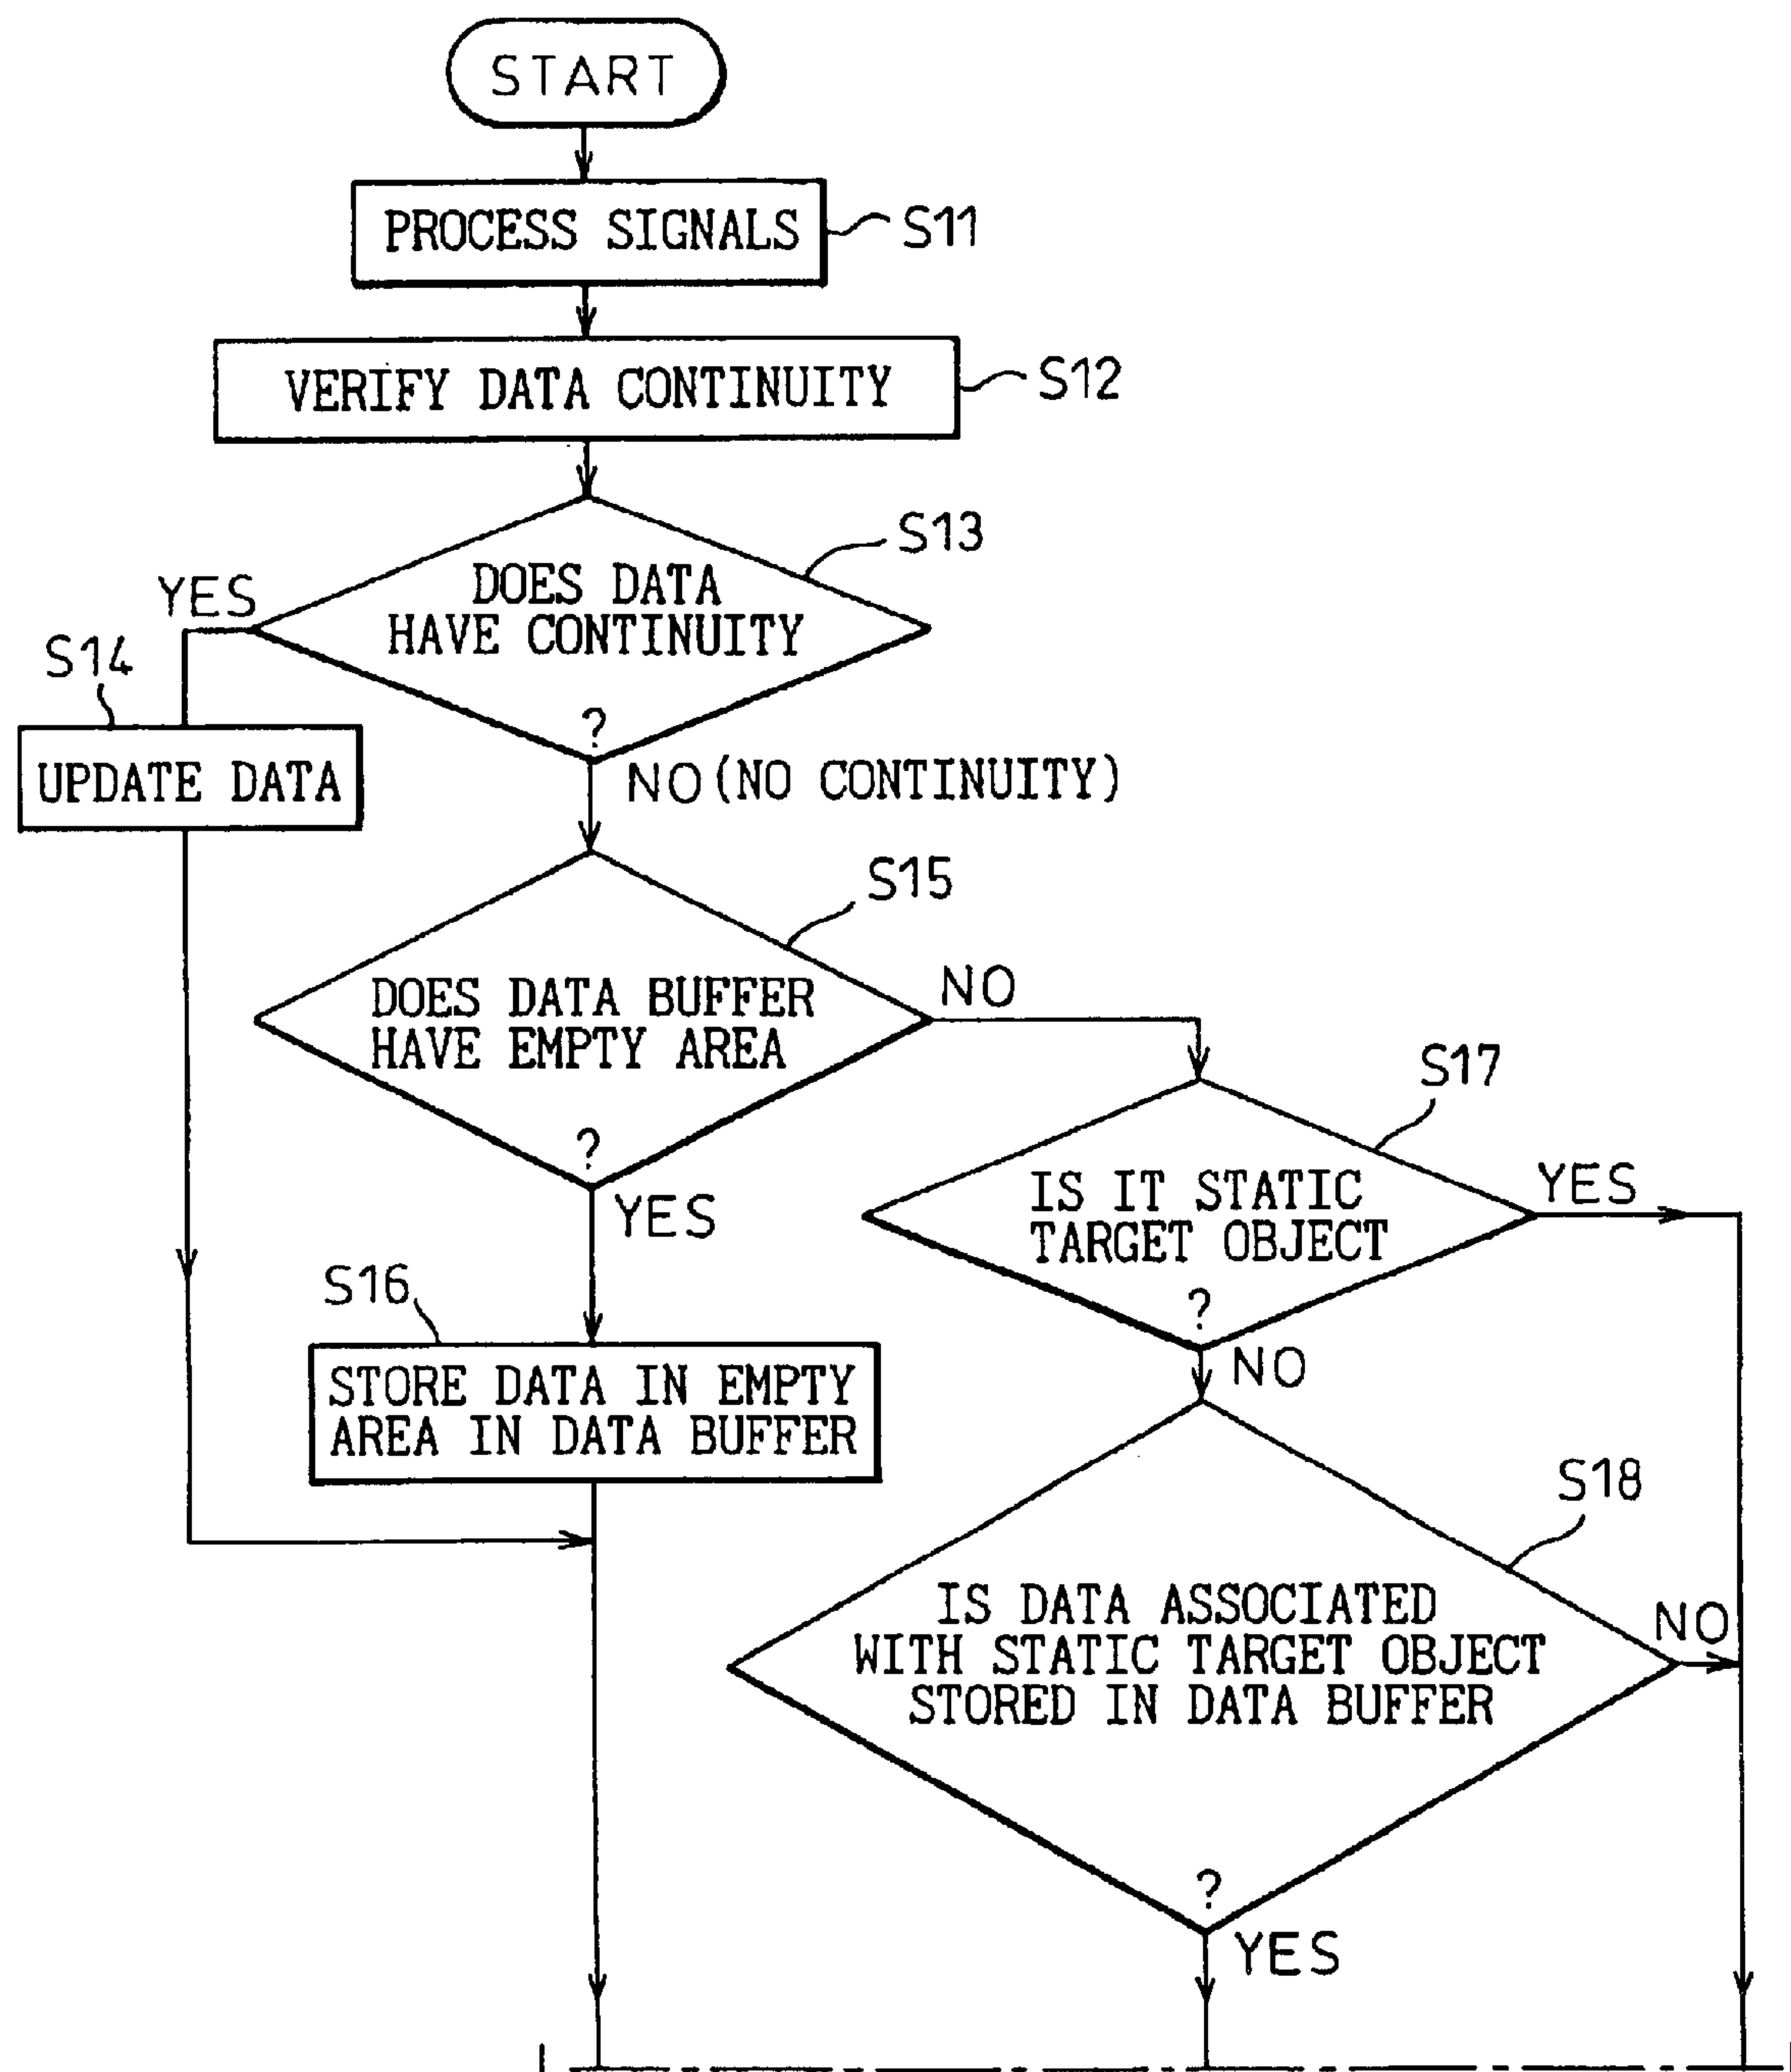 START
PROCESS SIGNALS
S11
VERIFY DATA CONTINUITY
S12
S13
DOES DATA
HAVE CONTINUITY
?
YES
S14
UPDATE DATA
NO (NO CONTINUITY)
S15
DOES DATA BUFFER
HAVE EMPTY AREA
?
NO
YES
S16
STORE DATA IN EMPTY
AREA IN DATA BUFFER
S17
IS IT STATIC
TARGET OBJECT
?
YES
NO
S18
IS DATA ASSOCIATED
WITH STATIC TARGET OBJECT
STORED IN DATA BUFFER
?
NO
YES